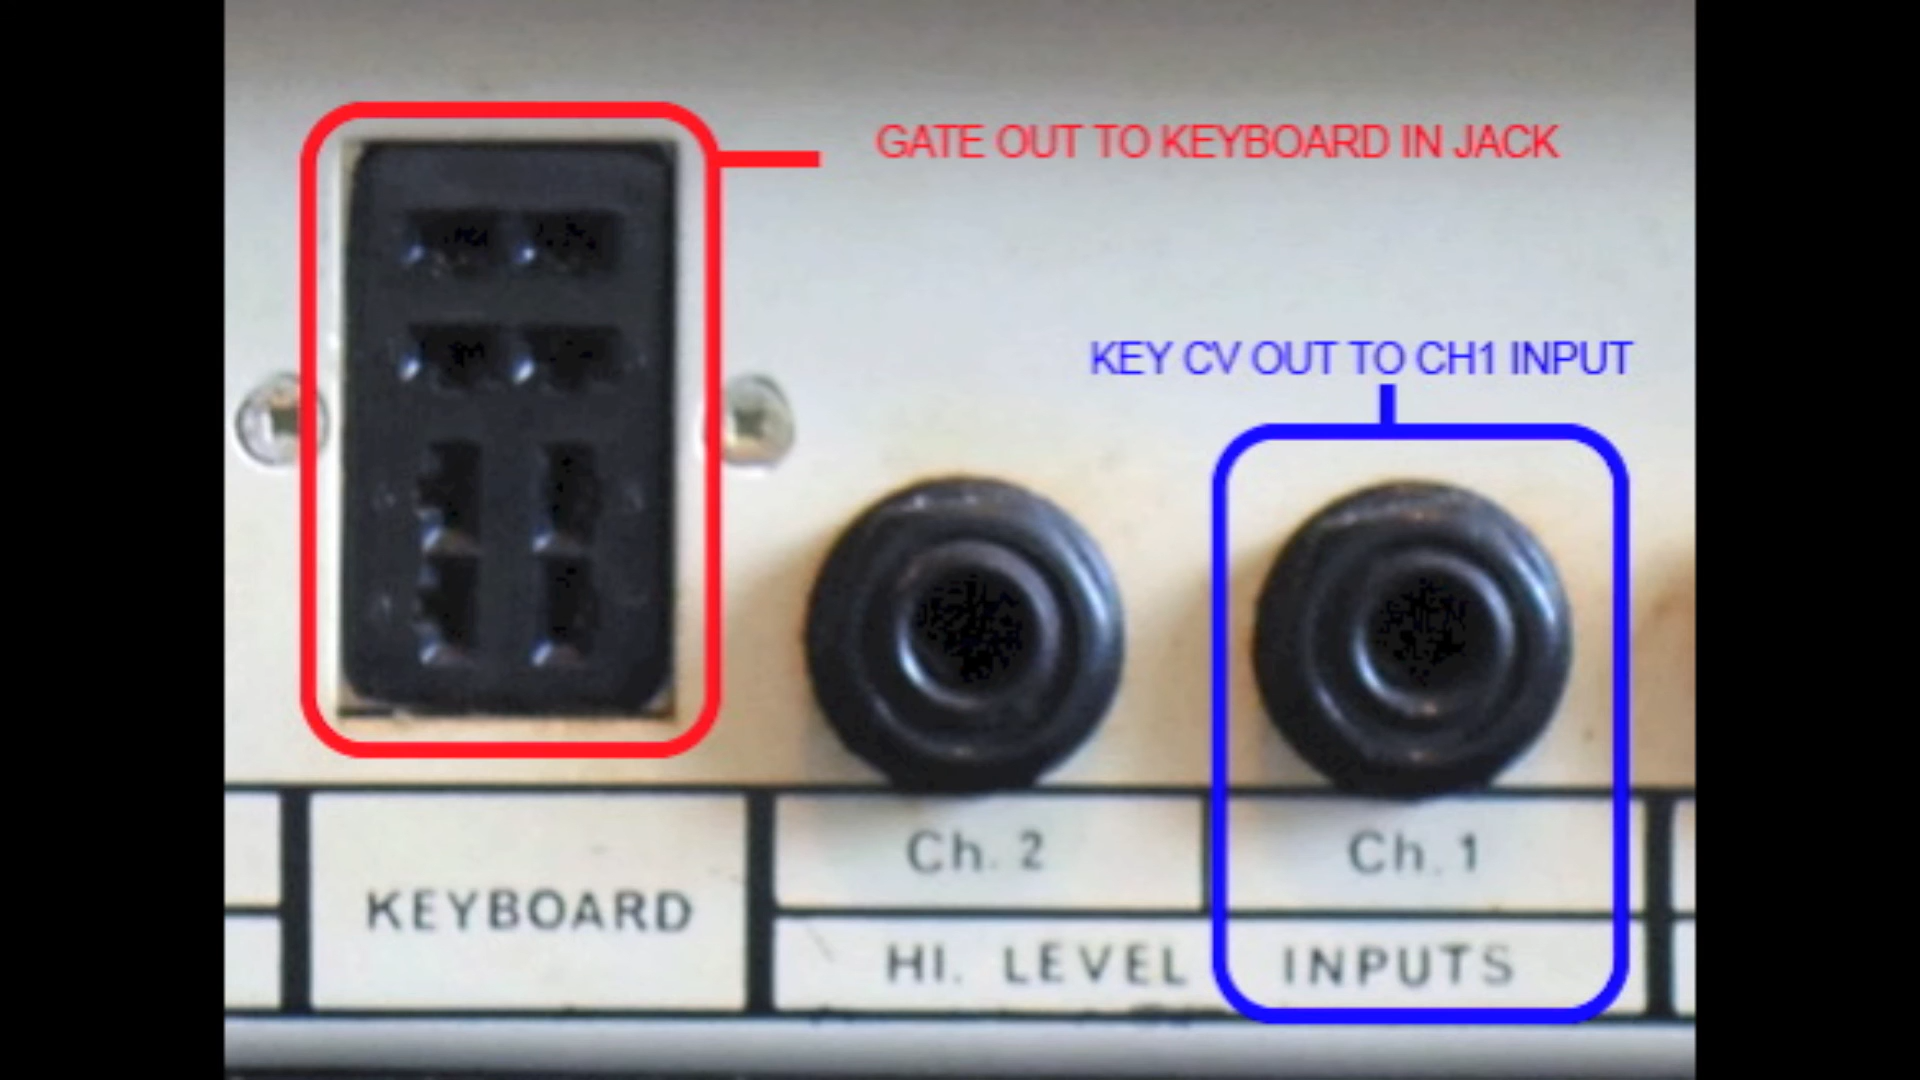 GATE OUT TO KEYBOARD IN JACK
KEY CV OUT TO CH1 INPUT
Ch. 2
Ch. 1
KEYBOARD
HI. LEVEL INPUTS